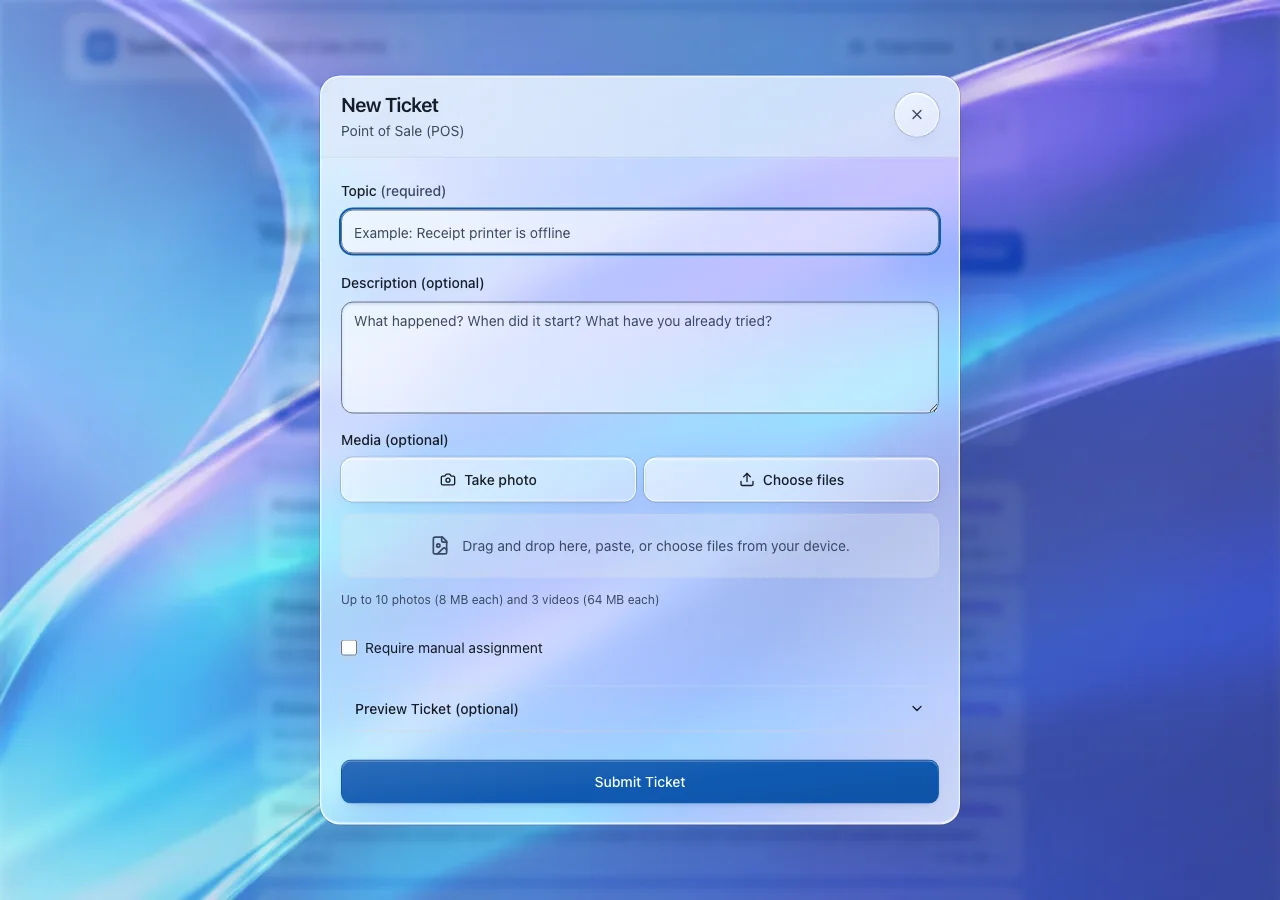 New Ticket
Point of Sale (POS)
Topic (required)
Example: Receipt printer is offline
Description (optional)
What happened? When did it start? What have you already tried?
Media (optional)
Take photo
Choose files
Drag and drop here, paste, or choose files from your device.
Up to 10 photos (8 MB each) and 3 videos (64 MB each)
Require manual assignment
Preview Ticket (optional)
Submit Ticket